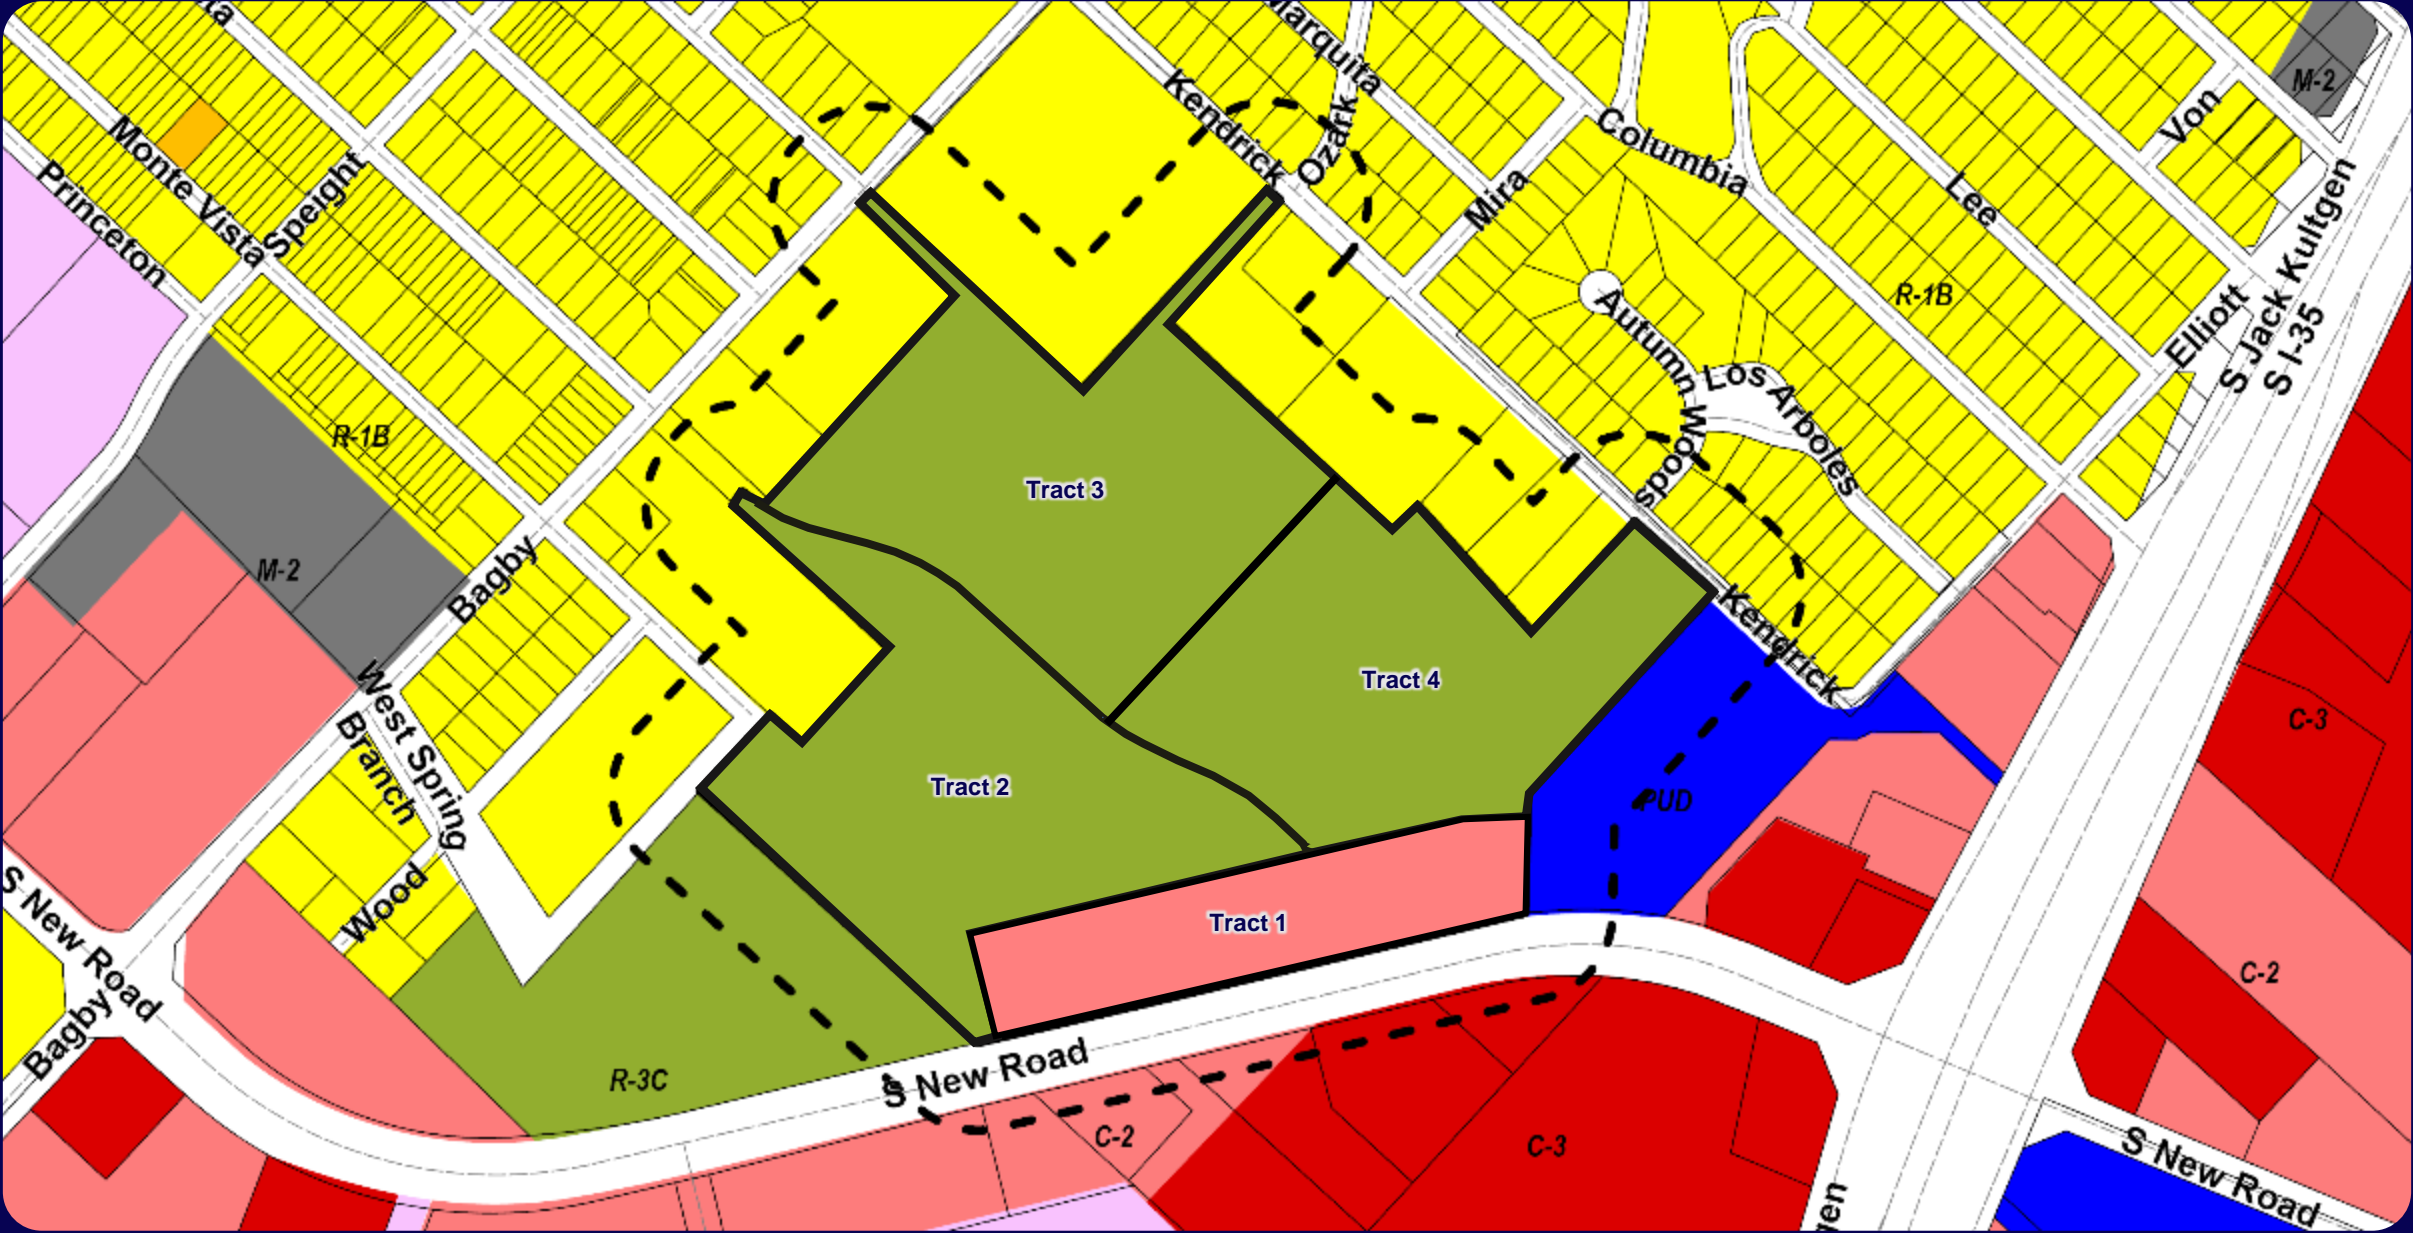 ta
Marquita
Kendrick
Ozark
Columbia
Mira
Von
M-2
Lee
Monte Vista
Princeton
Speight
S Jack Kultgen
S I-35
Elliott
R-1B
Autumn Woods
Los Arboles
R-1B
Tract 3
M-2
Bagby
Kendrick
Tract 4
West Spring
Branch
C-3
Tract 2
PUD
Wood
Tract 1
S New Road
Bagby
C-2
R-3C
S New Road
C-2
C-3
S New Road
gen